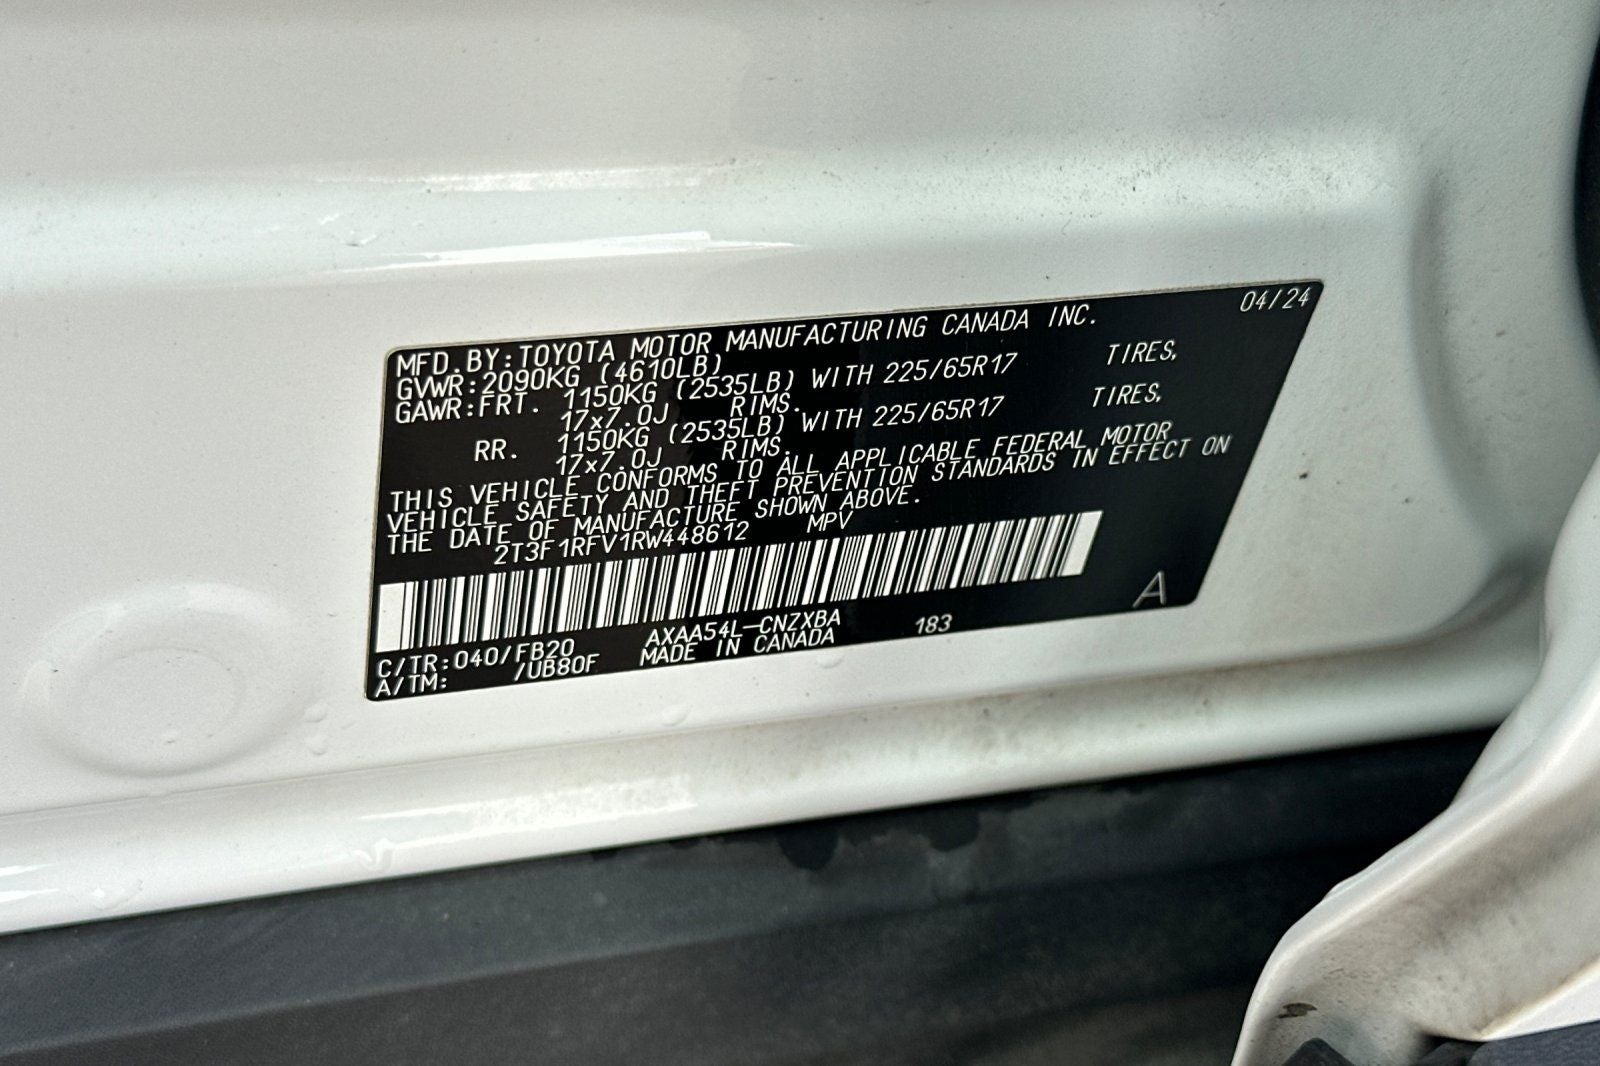 04/24
MFD.BY:TOYOTA MOTOR MANUFACTURING CANADA INC.
GVWR:2090KG (4610LB)
GAWR:FRT. 1150KG (2535LB) WITH 225/65R17 TIRES,
17x7.0J RIMS.
RR. 1150KG (2535LB) WITH 225/65R17 TIRES,
17x7.0J RIMS.
THIS VEHICLE CONFORMS TO ALL APPLICABLE FEDERAL MOTOR
VEHICLE SAFETY AND THEFT PREVENTION STANDARDS IN EFFECT ON
THE DATE OF MANUFACTURE SHOWN ABOVE.
2T3F1RFV1RW448612 MPV
C/TR:040/FB20 AXAA54L-CNZXBA 183 A
A/TM: /UB80F MADE IN CANADA